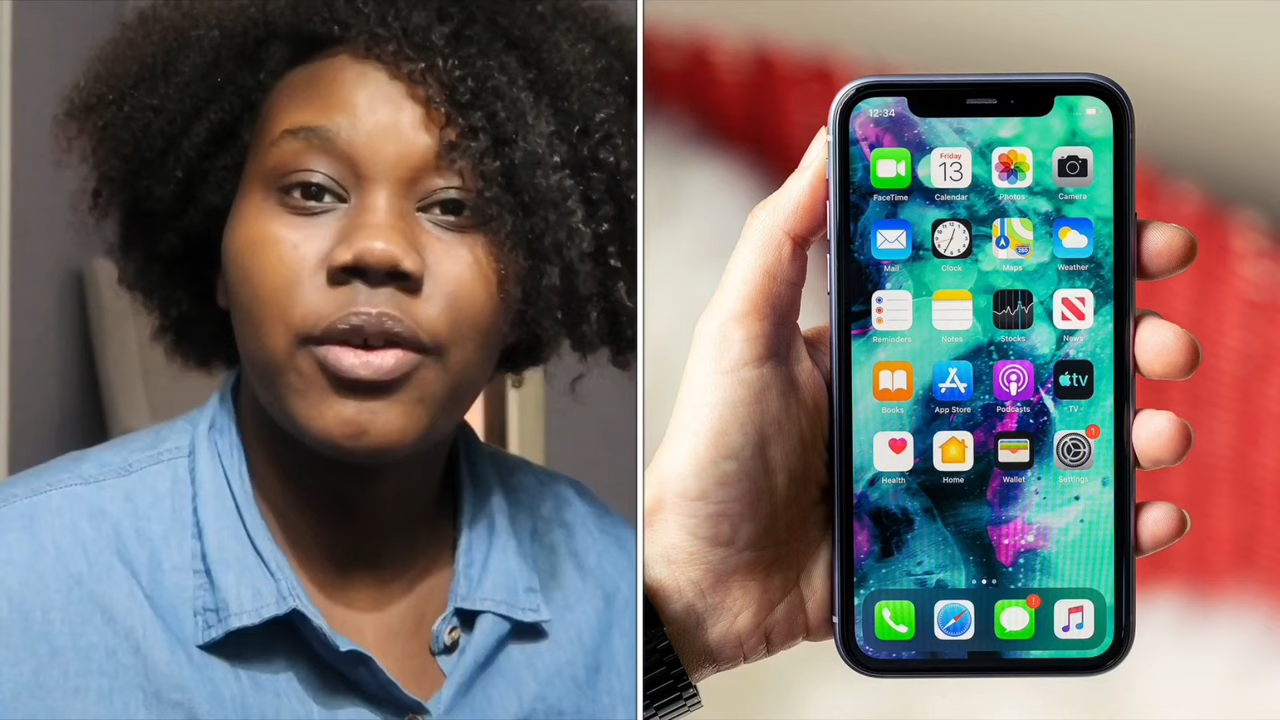 12:34
Friday
13
FaceTime
Calendar
Photos
Camera
Mail
Clock
Maps
Weather
Reminders
Notes
Stocks
News
Books
App Store
Podcasts
tv
TV
1
Health
Home
Wallet
Settings
!